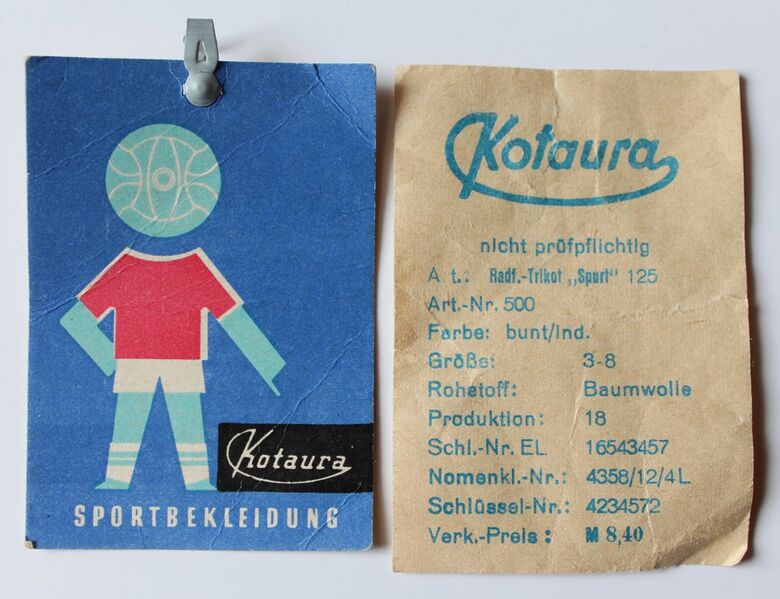 Kotaura
SPORTBEKLEIDUNG
Kotaura
nicht prüfpflichtig
A t.: Radf.-Trikot „Spurt“ 125
Art.-Nr. 500
Farbe: bunt/Ind.
Größe: 3-8
Rohstoff: Baumwolle
Produktion: 18
Schl.-Nr. EL 16543457
Nomenkl.-Nr.: 4358/12/4L
Schlüssel-Nr.: 4234572
Verk.-Preis: M 8,40